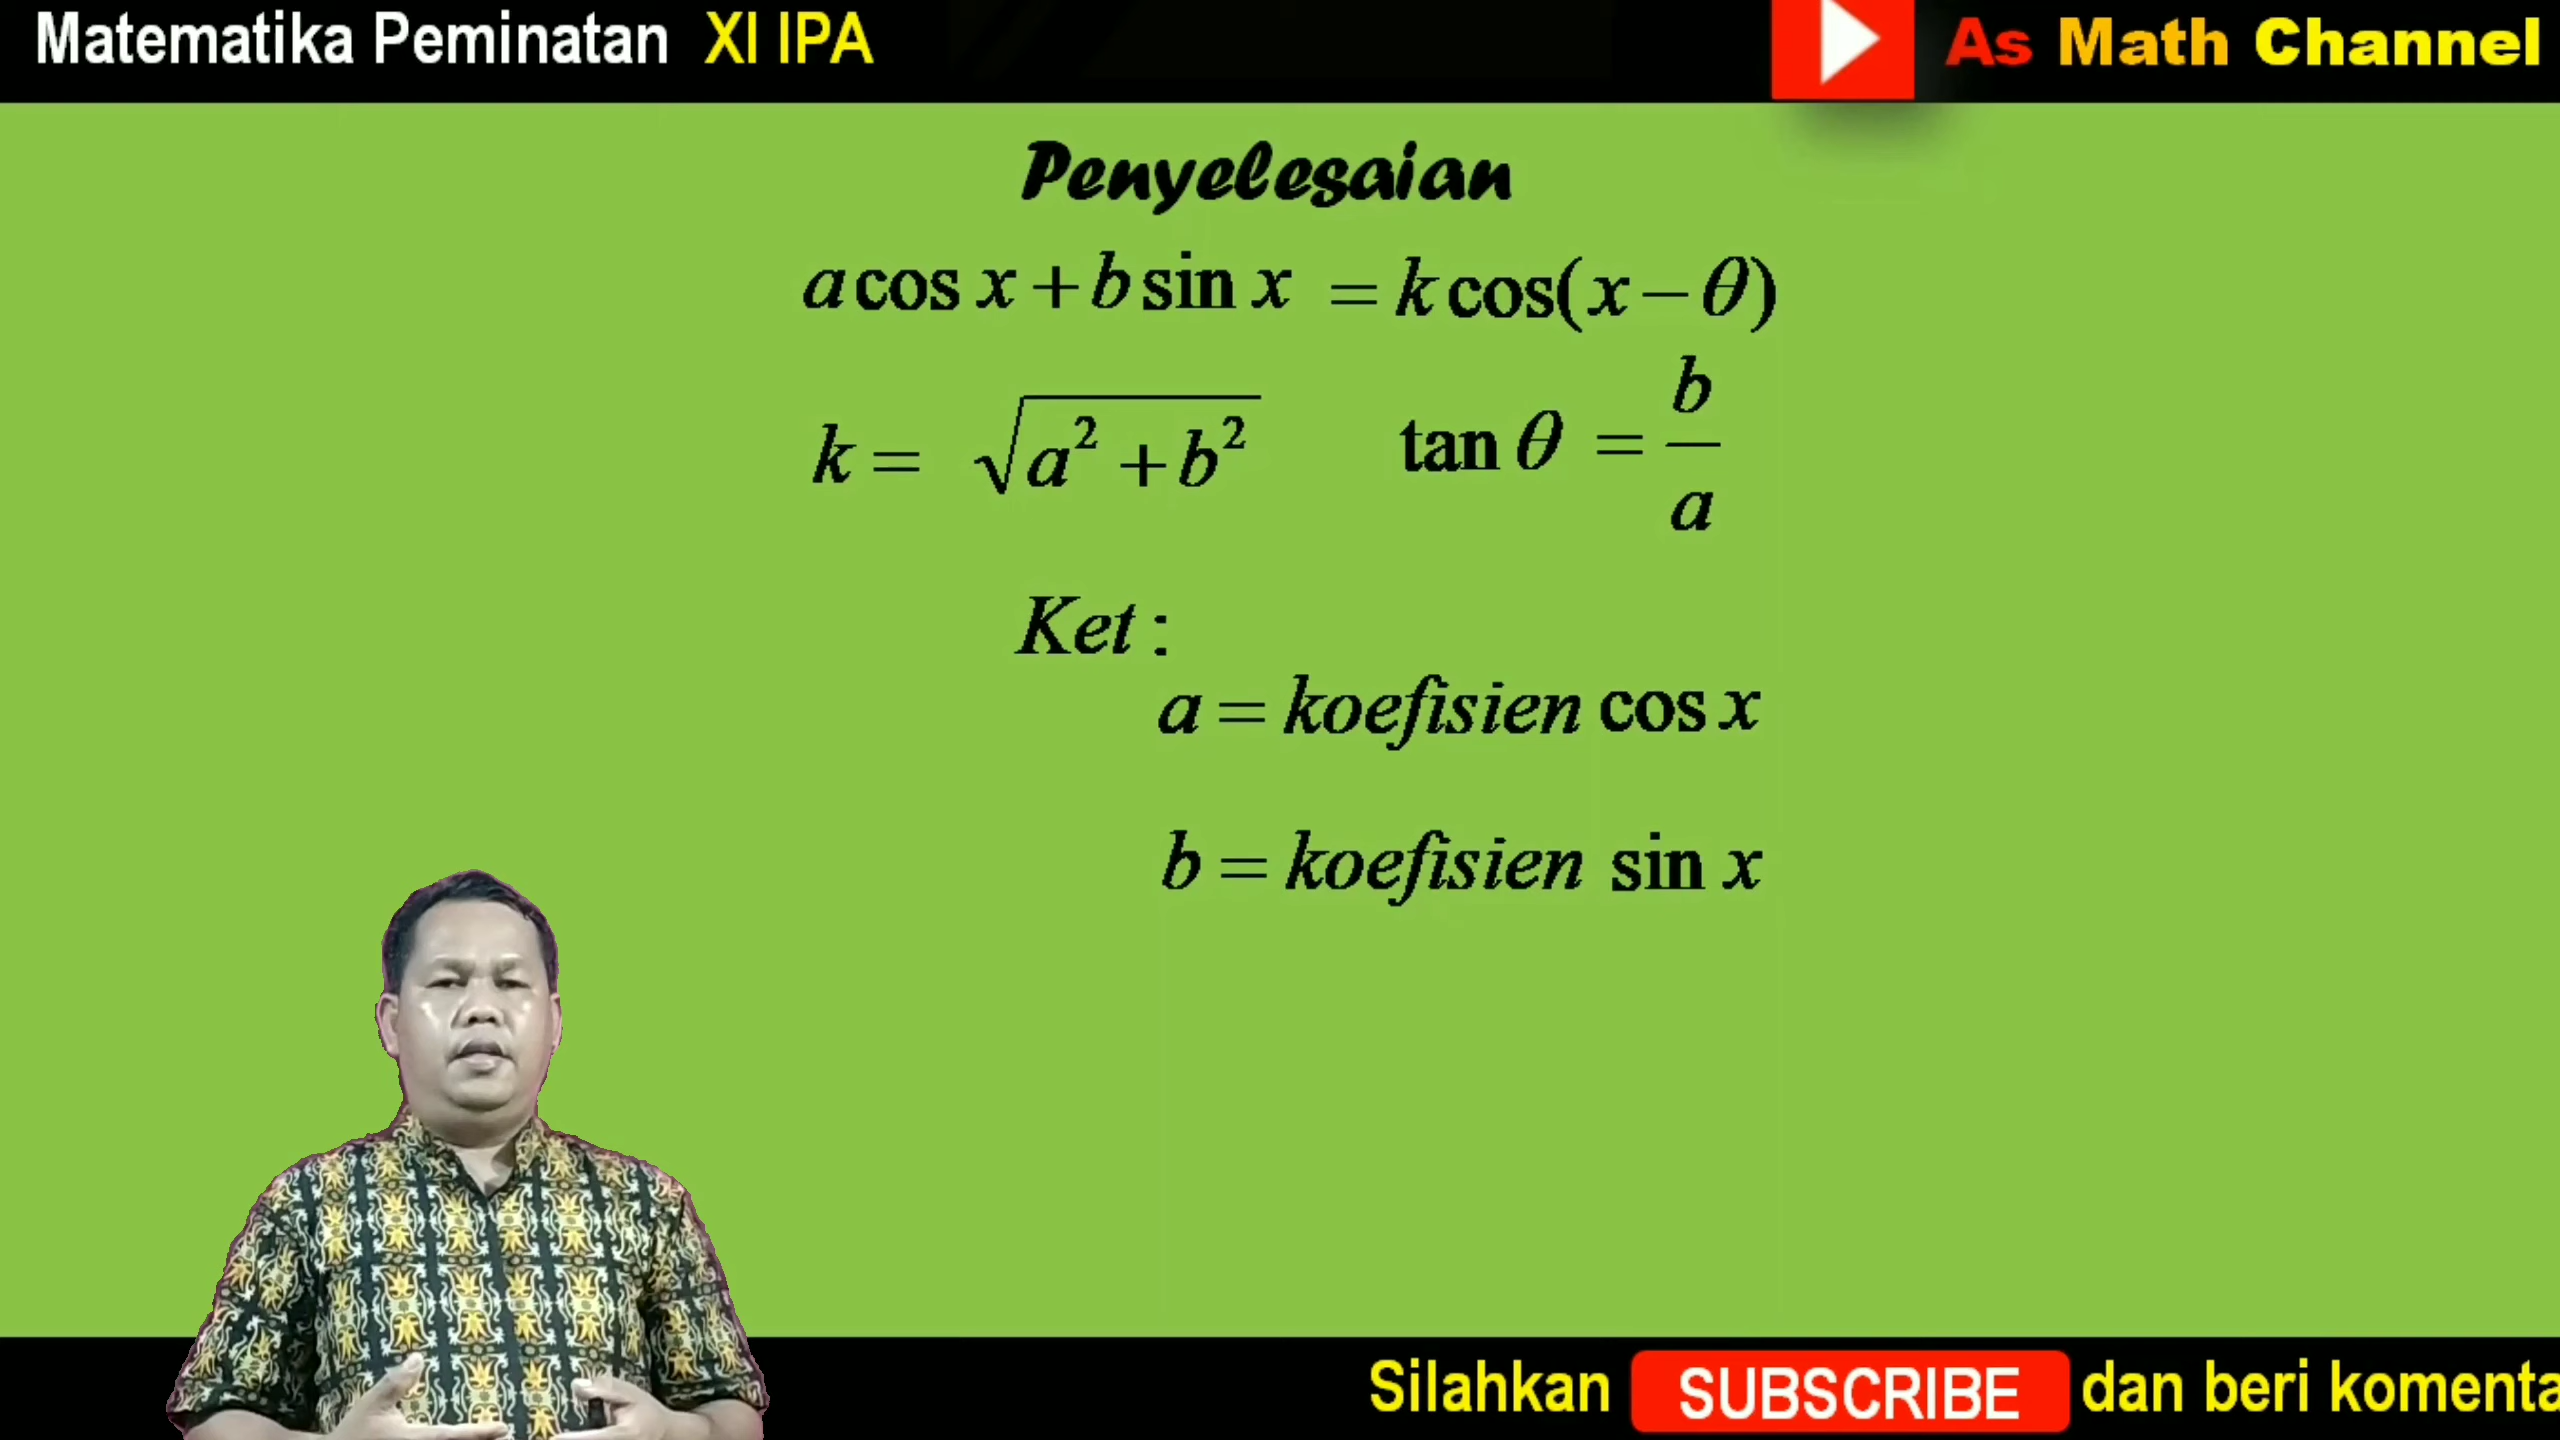 Matematika Peminatan XI IPA
As Math Channel
Penyelesaian
a cos x + b sin x = k cos(x − θ)
k = √(a² + b²)    tan θ = b/a
Ket :
a = koefisien cos x
b = koefisien sin x
Silahkan SUBSCRIBE dan beri komenta